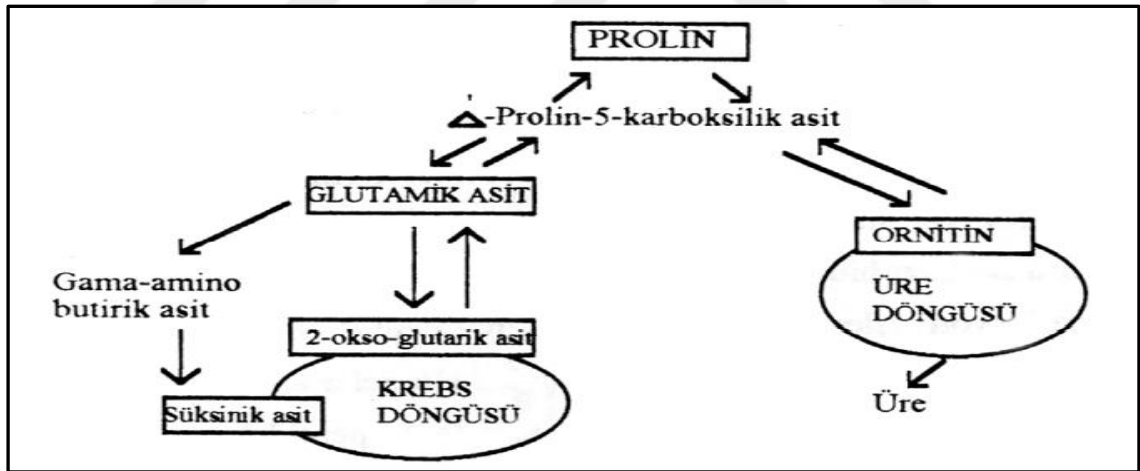 PROLİN
Δ'-Prolin-5-karboksilik asit
GLUTAMİK ASİT
ORNİTİN
ÜRE
DÖNGÜSÜ
Üre
Gama-amino
butirik asit
2-okso-glutarik asit
KREBS
DÖNGÜSÜ
Süksinik asit